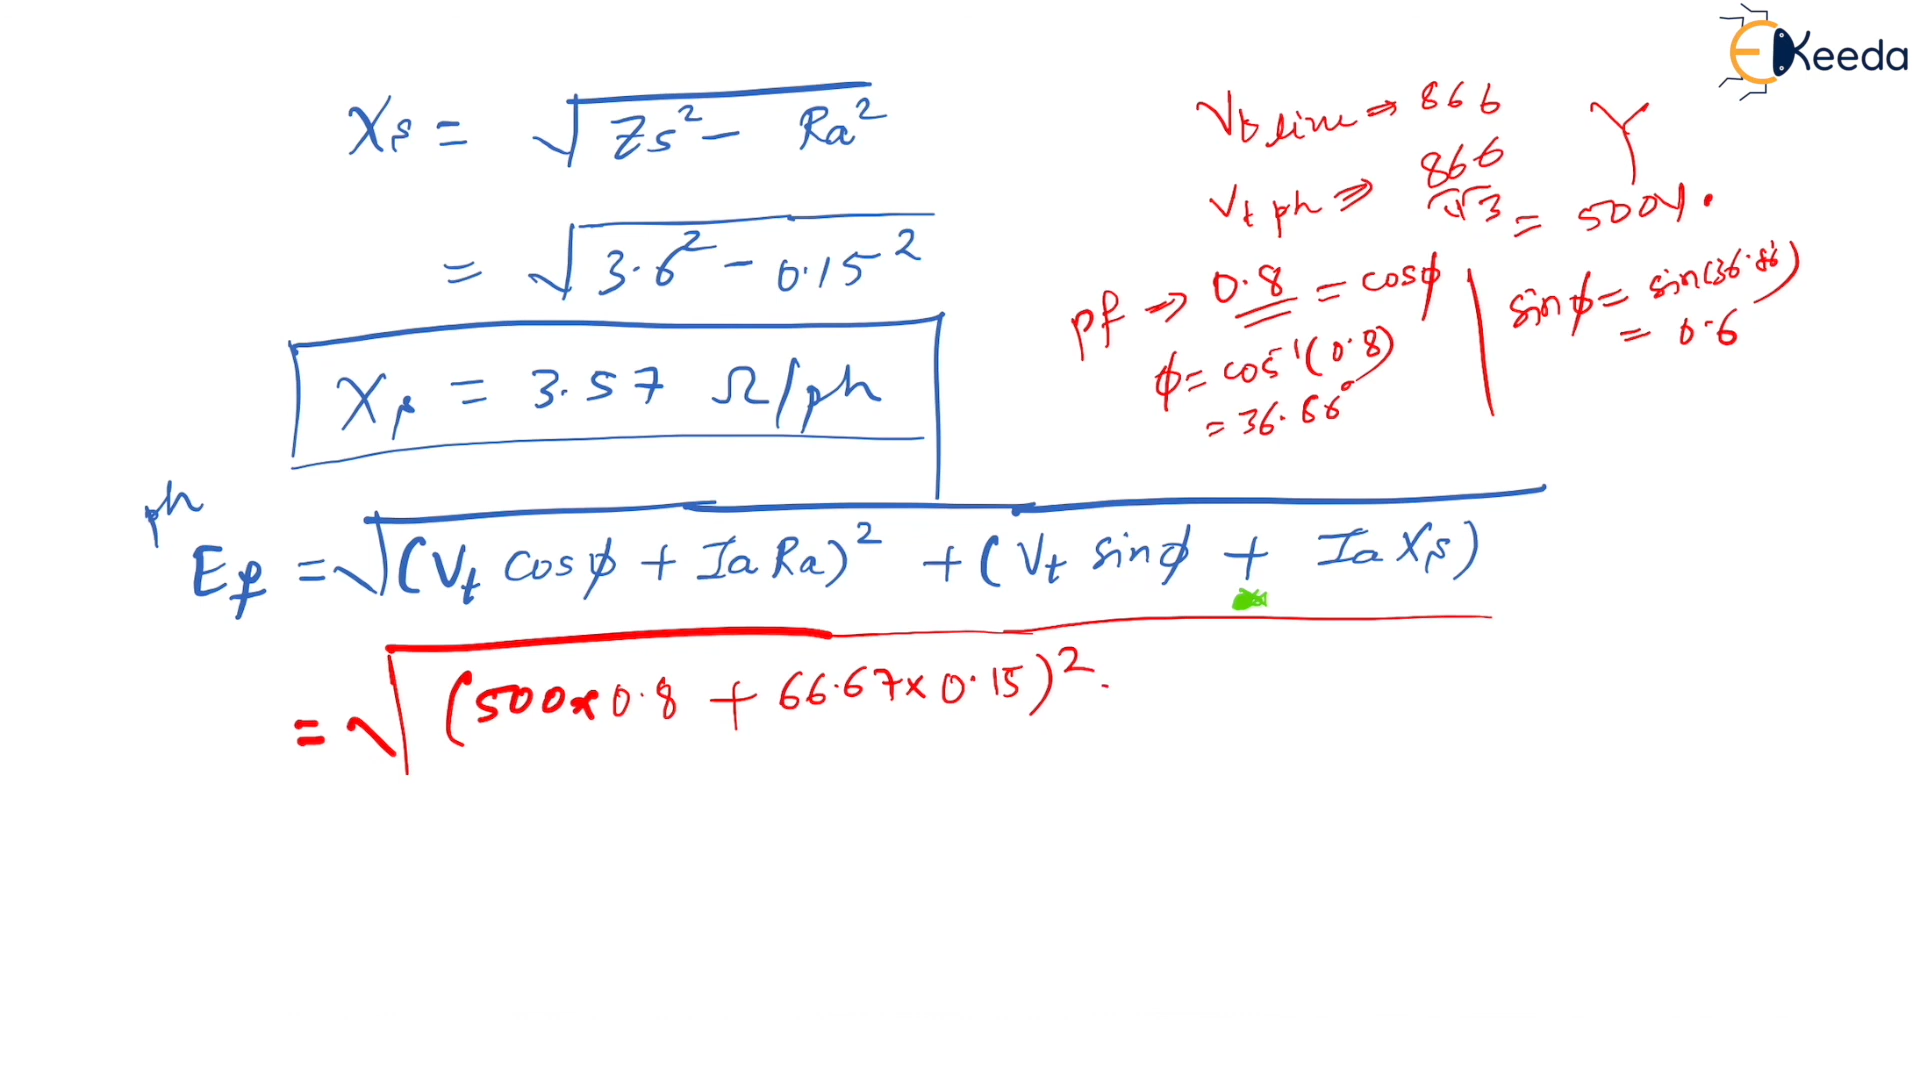 EKeeda
Xs = √(Zs² − Ra²)
= √(3.6² − 0.15²)
Xs = 3.57 Ω/ph
Vt line ⇒ 866 Y
Vt ph ⇒ 866/√3 = 500V.
pf ⇒ 0.8 = cosϕ
ϕ = cos⁻¹(0.8)
= 36.86°
sinϕ = sin(36.86)
= 0.6
ph
Ef = √(Vt cosϕ + Ia Ra)² + (Vt sinϕ + Ia Xs)
= √(500×0.8 + 66.67×0.15)²